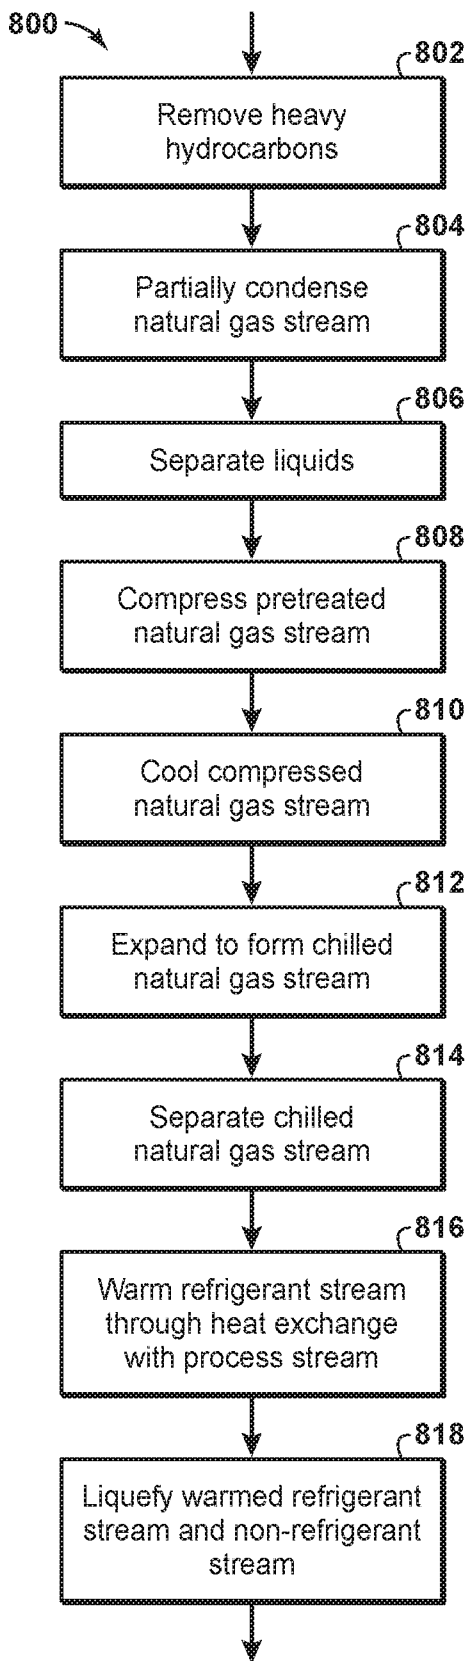 800
802
Remove heavy
hydrocarbons
804
Partially condense
natural gas stream
806
Separate liquids
808
Compress pretreated
natural gas stream
810
Cool compressed
natural gas stream
812
Expand to form chilled
natural gas stream
814
Separate chilled
natural gas stream
816
Warm refrigerant stream
through heat exchange
with process stream
818
Liquefy warmed refrigerant
stream and non-refrigerant
stream